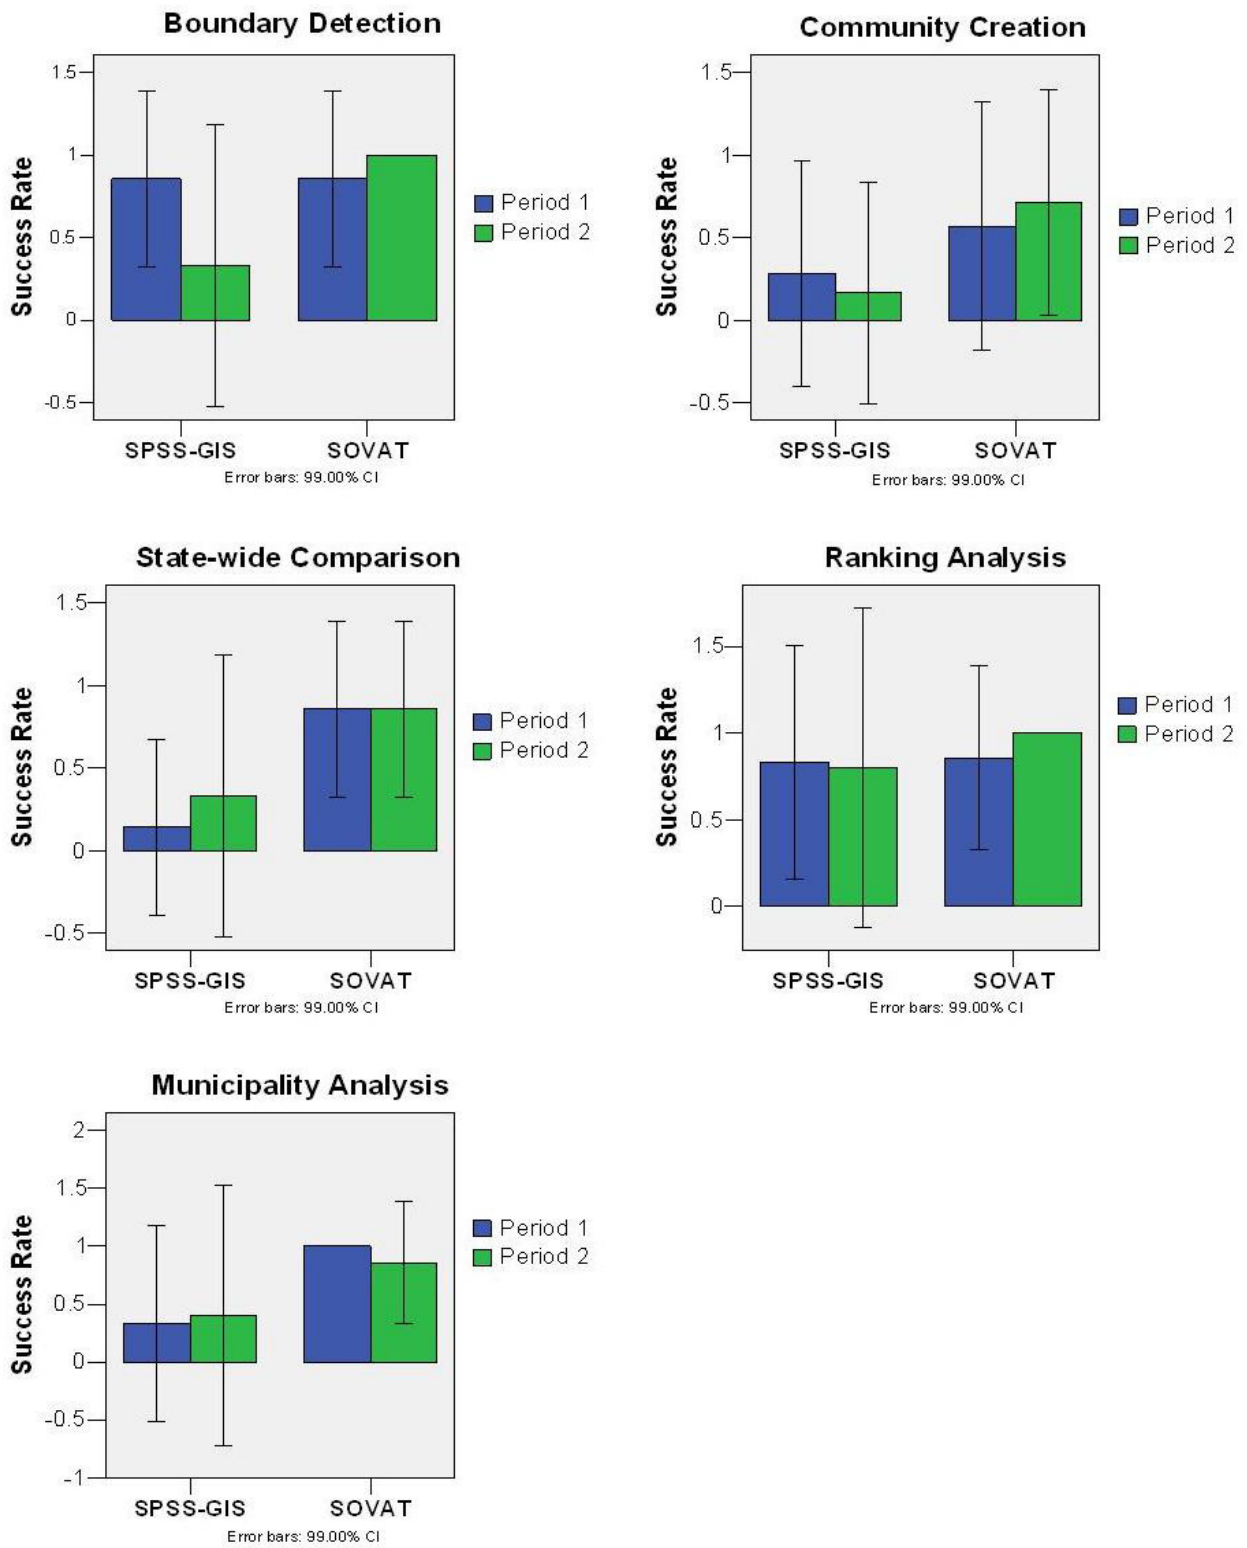 Boundary Detection
1.5
1
0.5
0
-0.5
Success Rate
SPSS-GIS SOVAT
Error bars: 99.00% CI
Period 1
Period 2
Community Creation
1.5
1
0.5
0
-0.5
Success Rate
SPSS-GIS SOVAT
Error bars: 99.00% CI
Period 1
Period 2
State-wide Comparison
1.5
1
0.5
0
-0.5
Success Rate
SPSS-GIS SOVAT
Error bars: 99.00% CI
Period 1
Period 2
Ranking Analysis
1.5
1
0.5
0
Success Rate
SPSS-GIS SOVAT
Error bars: 99.00% CI
Period 1
Period 2
Municipality Analysis
2
1.5
1
0.5
0
-0.5
-1
Success Rate
SPSS-GIS SOVAT
Error bars: 99.00% CI
Period 1
Period 2